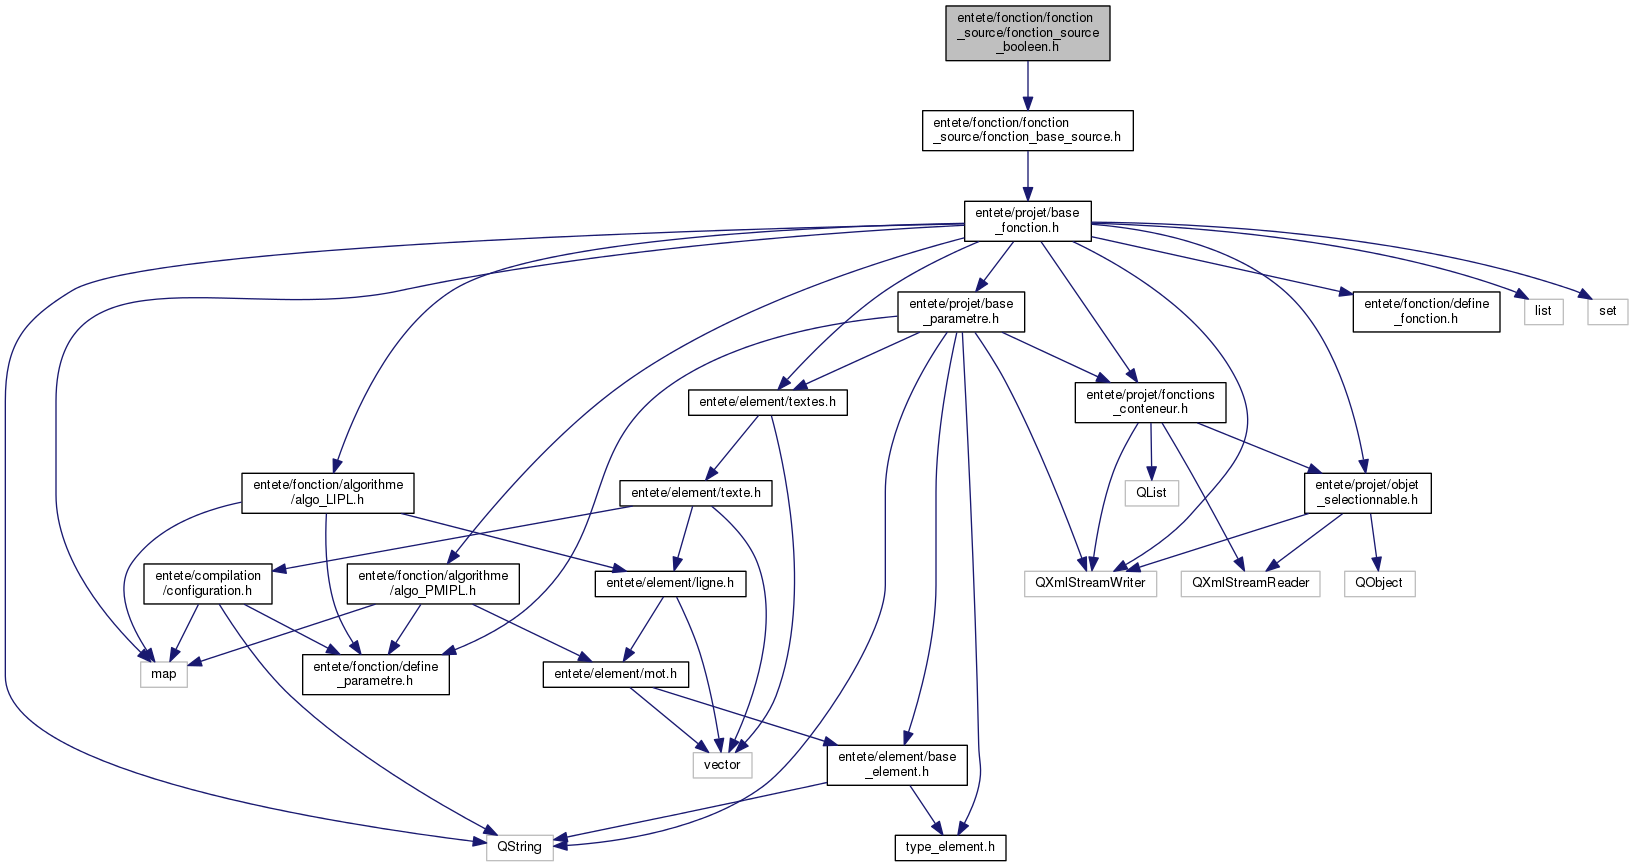 entete/fonction/fonction
_source/fonction_source
_booleen.h
entete/fonction/fonction
_source/fonction_base_source.h
entete/projet/base
_fonction.h
entete/projet/base
_parametre.h
entete/fonction/define
_fonction.h
list
set
entete/element/textes.h
entete/projet/fonctions
_conteneur.h
entete/fonction/algorithme
/algo_LIPL.h
entete/element/texte.h
QList
entete/projet/objet
_selectionnable.h
entete/compilation
/configuration.h
entete/fonction/algorithme
/algo_PMIPL.h
entete/element/ligne.h
QXmlStreamWriter
QXmlStreamReader
QObject
map
entete/fonction/define
_parametre.h
entete/element/mot.h
vector
entete/element/base
_element.h
QString
type_element.h